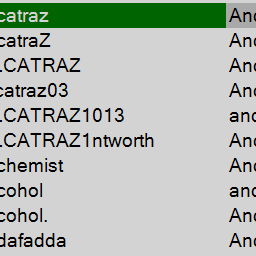 catraz And
catraZ And
.CATRAZ And
catraz03 And
.CATRAZ1013 and
.CATRAZ1ntworth And
chemist And
cohol and
cohol. And
dafadda And